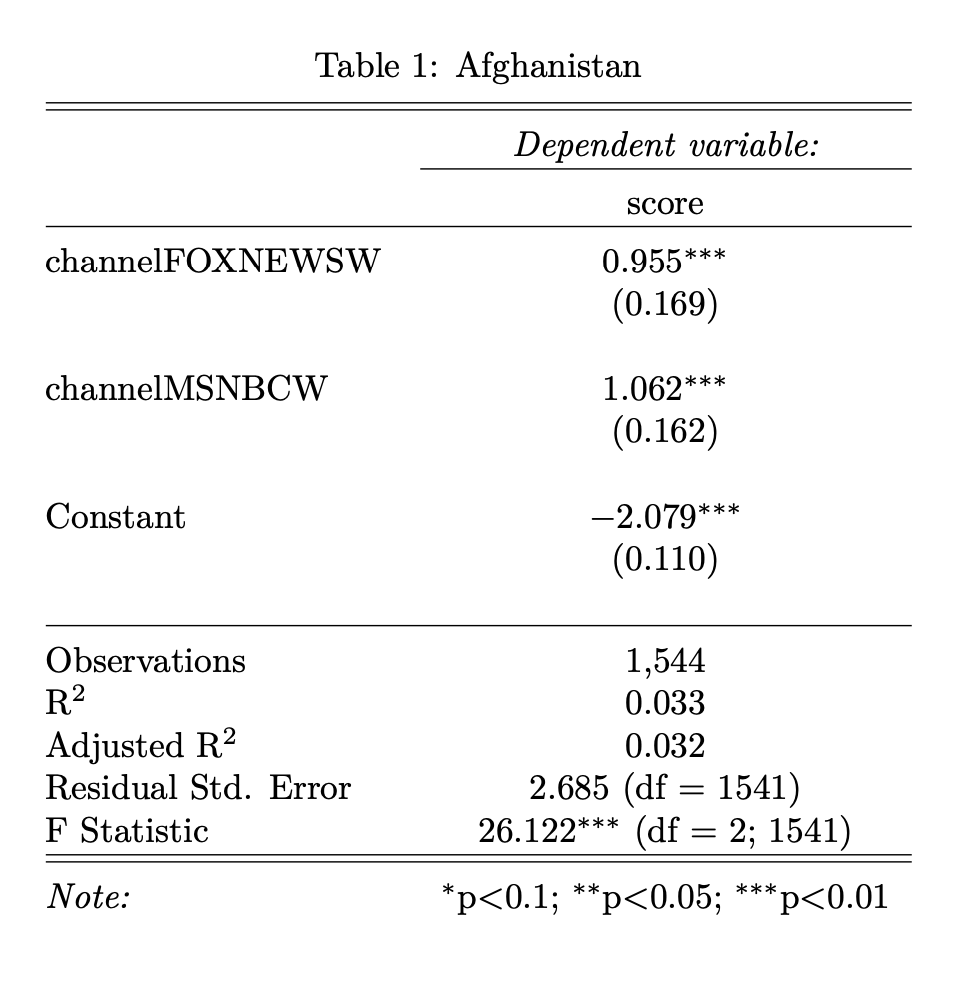 Table 1: Afghanistan
Dependent variable:
score
channelFOXNEWSW 0.955***
(0.169)
channelMSNBCW 1.062***
(0.162)
Constant −2.079***
(0.110)
Observations 1,544
R² 0.033
Adjusted R² 0.032
Residual Std. Error 2.685 (df = 1541)
F Statistic 26.122*** (df = 2; 1541)
Note: *p<0.1; **p<0.05; ***p<0.01